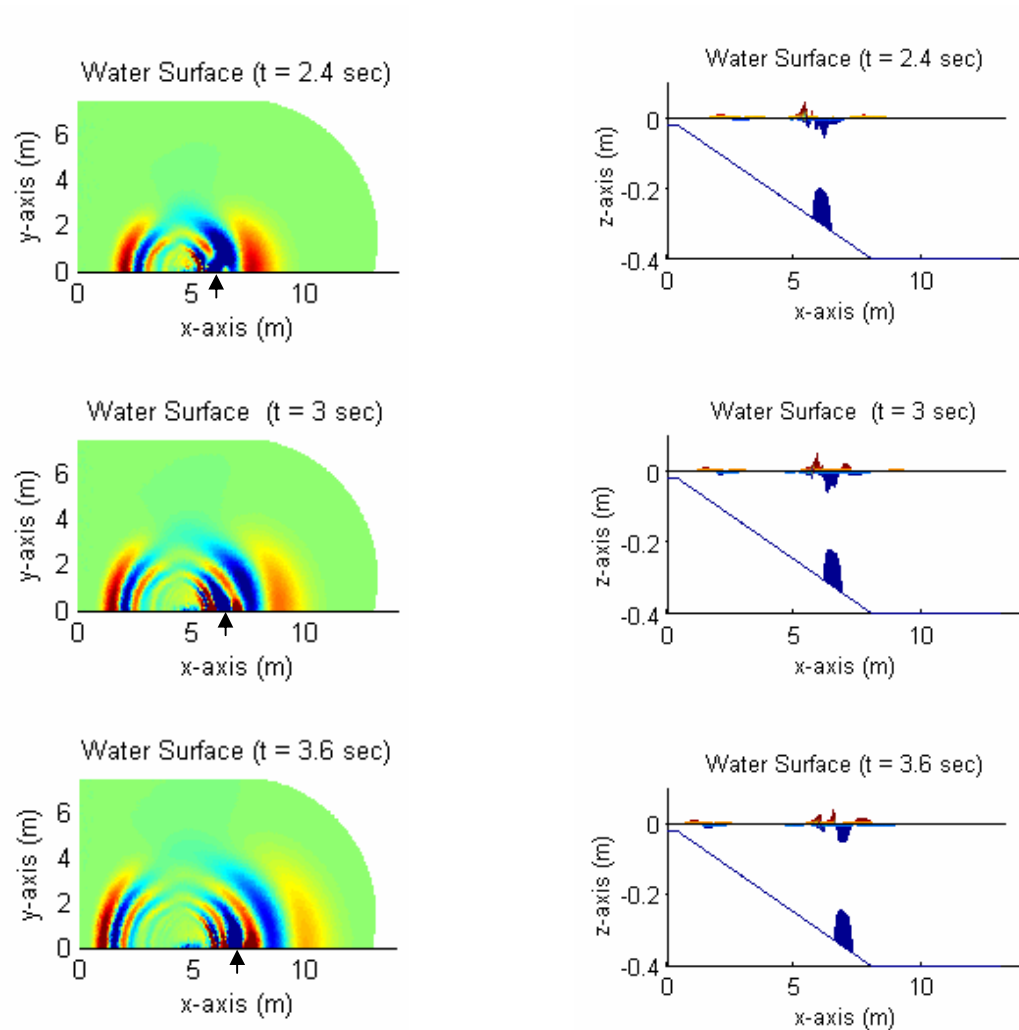 Water Surface (t = 2.4 sec)
y-axis (m)
6
4
2
0
0 5 10
x-axis (m)
Water Surface (t = 2.4 sec)
z-axis (m)
0
-0.2
-0.4
0 5 10
x-axis (m)
Water Surface (t = 3 sec)
y-axis (m)
6
4
2
0
0 5 10
x-axis (m)
Water Surface (t = 3 sec)
z-axis (m)
0
-0.2
-0.4
0 5 10
x-axis (m)
Water Surface (t = 3.6 sec)
y-axis (m)
6
4
2
0
0 5 10
x-axis (m)
Water Surface (t = 3.6 sec)
z-axis (m)
0
-0.2
-0.4
0 5 10
x-axis (m)